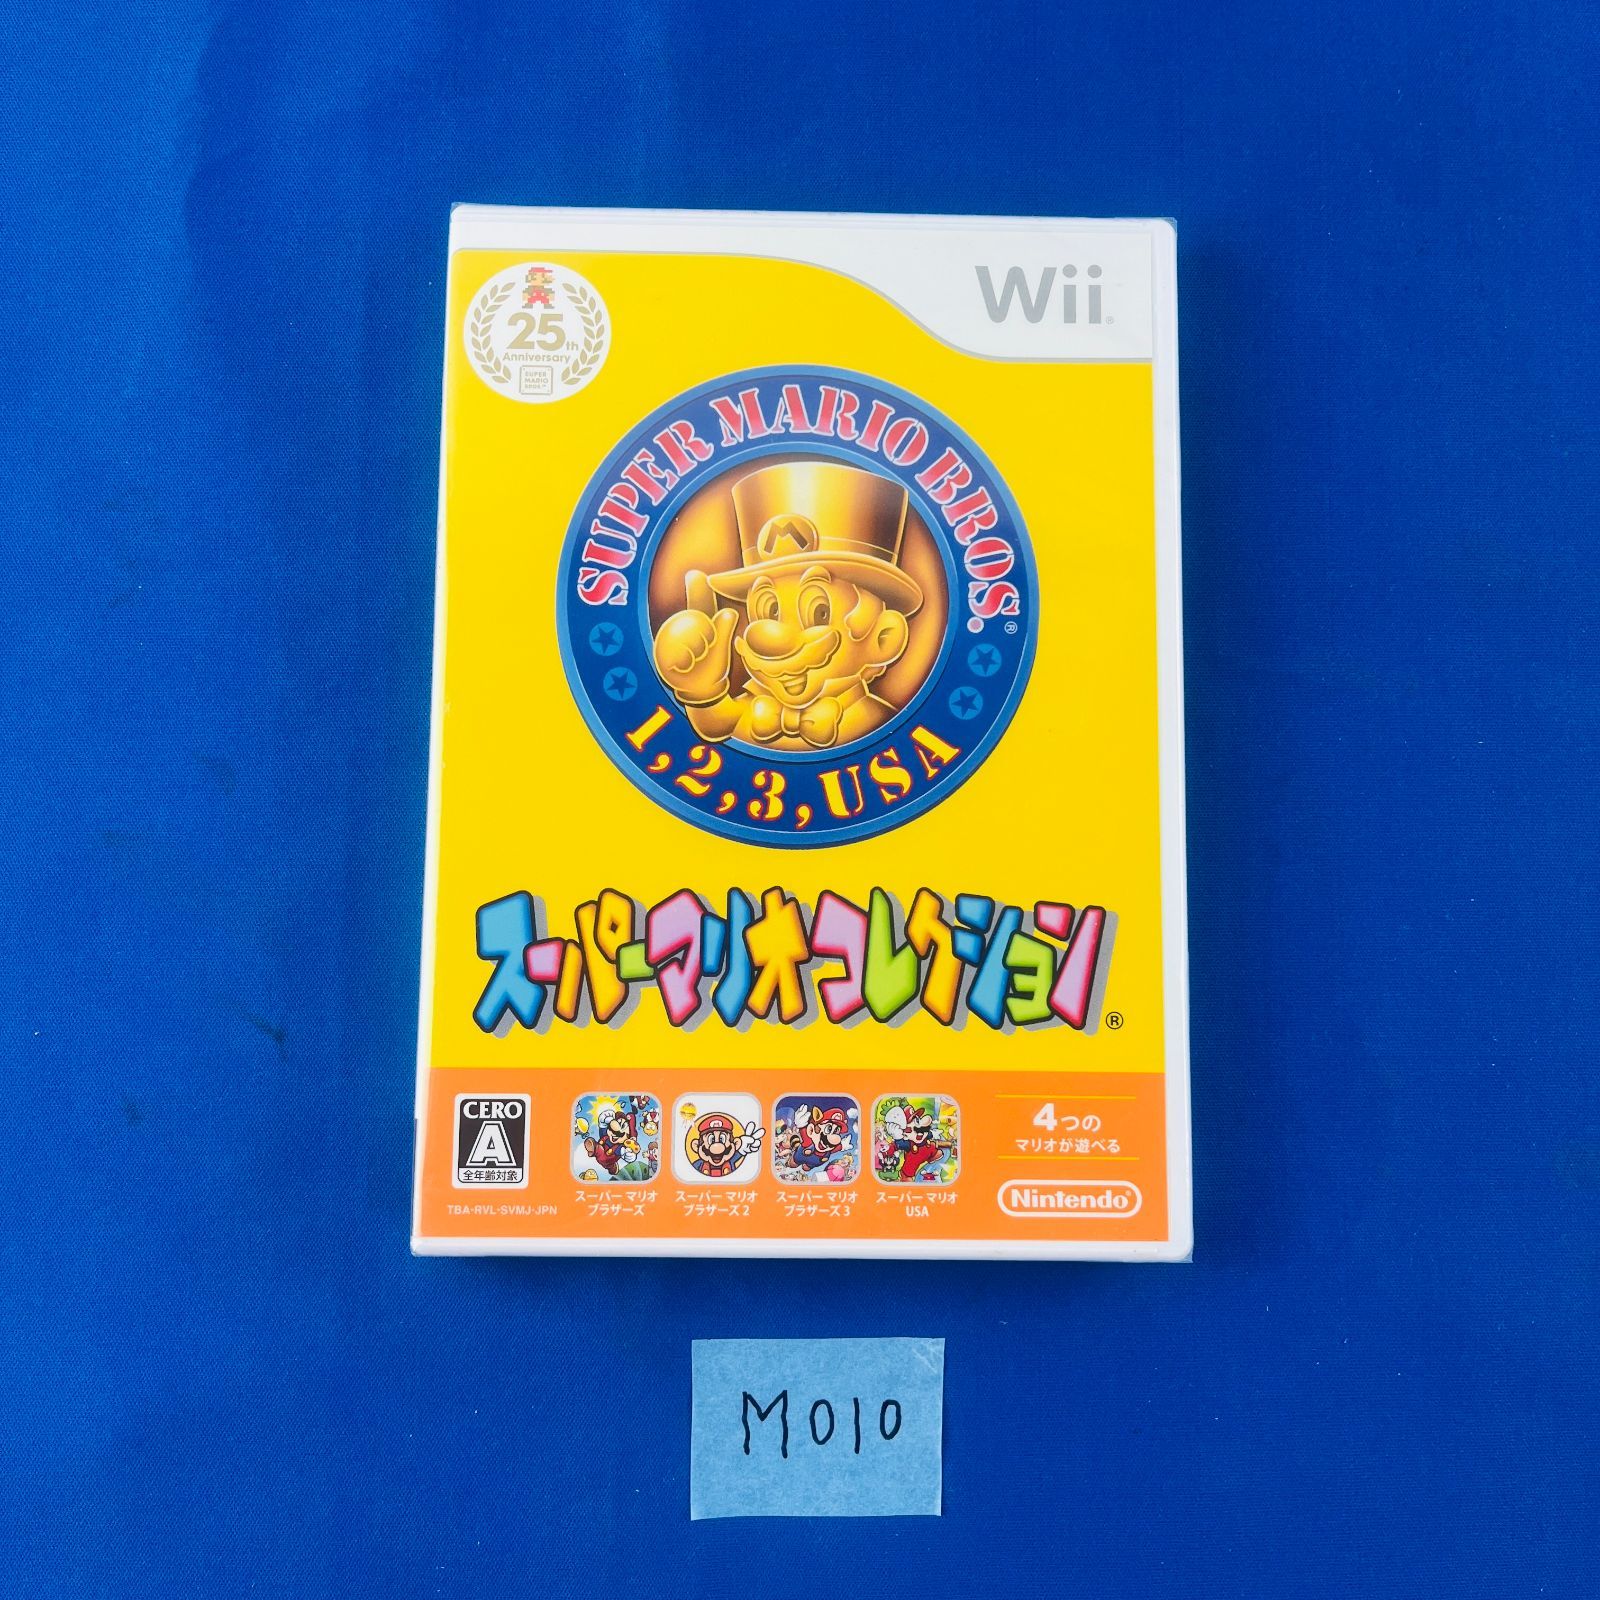 Wii®
25th
Anniversary
SUPER
MARIO
BROS.™
SUPER MARIO BROS.®
1,2,3,USA
スーパーマリオコレクション®
CERO
A
全年齢対象
TBA-RVL-SVMJ-JPN
スーパー マリオ
ブラザーズ
スーパー マリオ
ブラザーズ 2
スーパー マリオ
ブラザーズ 3
スーパー マリオ
USA
4つの
マリオが遊べる
Nintendo®
M010